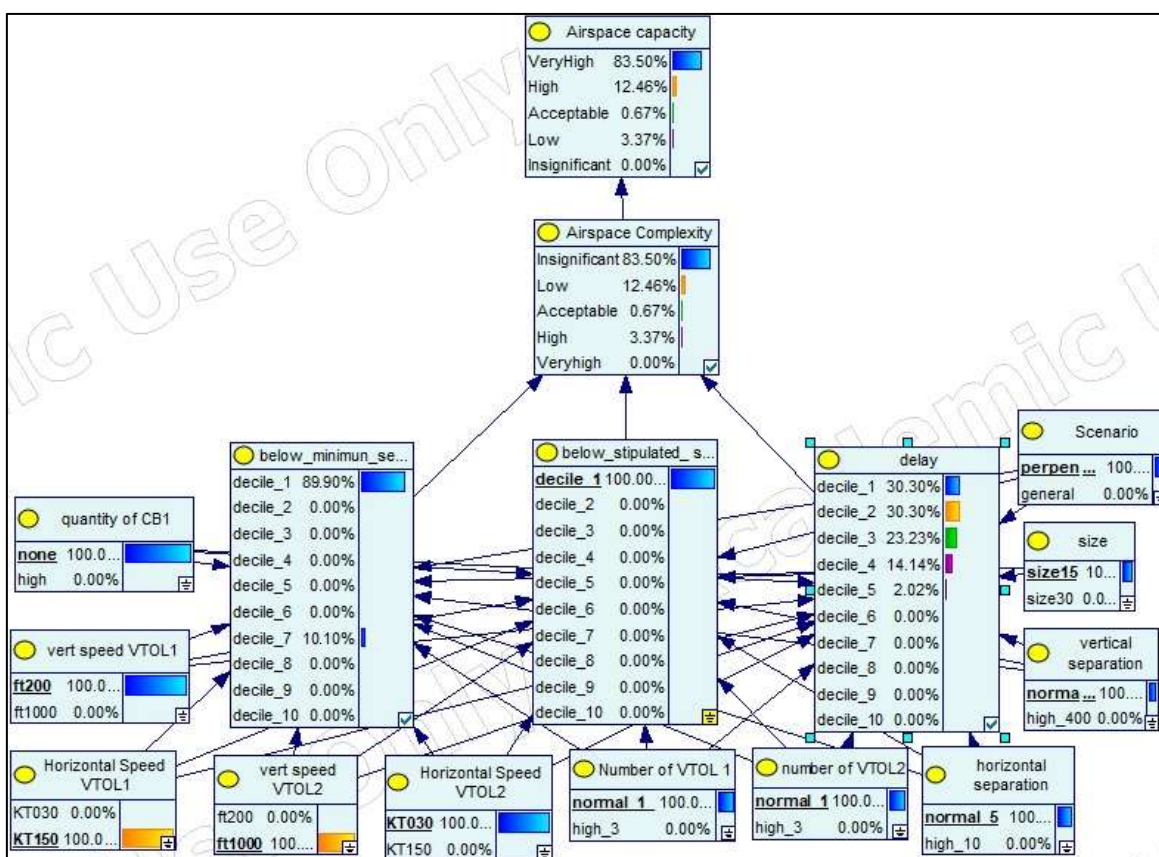 Airspace capacity
VeryHigh 83.50%
High 12.46%
Acceptable 0.67%
Low 3.37%
Insignificant 0.00%
Airspace Complexity
Insignificant 83.50%
Low 12.46%
Acceptable 0.67%
High 3.37%
Veryhigh 0.00%
below_minimun_se...
decile_1 89.90%
decile_2 0.00%
decile_3 0.00%
decile_4 0.00%
decile_5 0.00%
decile_6 0.00%
decile_7 10.10%
decile_8 0.00%
decile_9 0.00%
decile_10 0.00%
below_stipulated_ s...
decile_1 100.00...
decile_2 0.00%
decile_3 0.00%
decile_4 0.00%
decile_5 0.00%
decile_6 0.00%
decile_7 0.00%
decile_8 0.00%
decile_9 0.00%
decile_10 0.00%
delay
decile_1 30.30%
decile_2 30.30%
decile_3 23.23%
decile_4 14.14%
decile_5 2.02%
decile_6 0.00%
decile_7 0.00%
decile_8 0.00%
decile_9 0.00%
decile_10 0.00%
Scenario
perpen ... 100....
general 0.00%
quantity of CB1
none 100.0...
high 0.00%
size
size15 10...
size30 0.0...
vert speed VTOL1
ft200 100.0...
ft1000 0.00%
vertical
separation
norma ... 100....
high_400 0.00%
Horizontal Speed
VTOL1
KT030 0.00%
KT150 100.0...
vert speed
VTOL2
ft200 0.00%
ft1000 100....
Horizontal Speed
VTOL2
KT030 100.0...
KT150 0.00%
Number of VTOL 1
normal_1_ 100.0...
high_3 0.00%
number of VTOL2
normal_1 100.0...
high_3 0.00%
horizontal
separation
normal_5 100....
high_10 0.00%